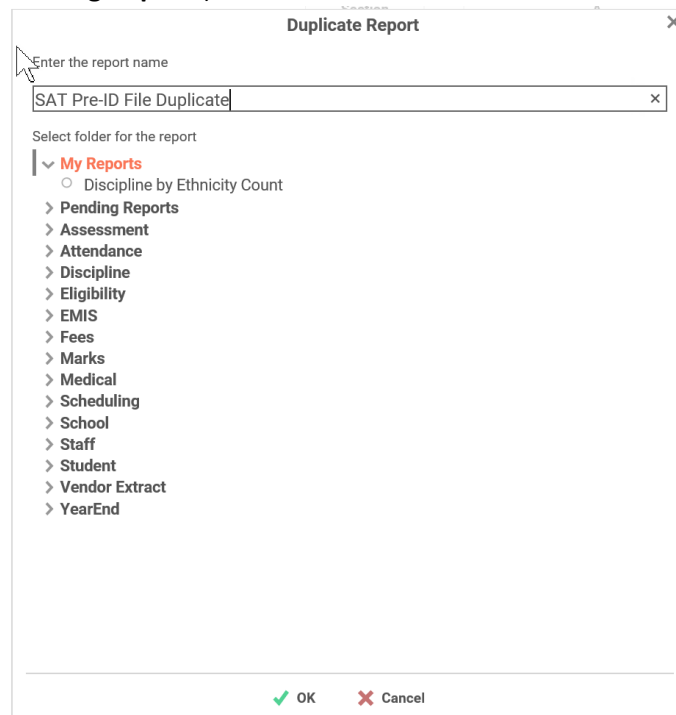 Duplicate Report
Enter the report name
SAT Pre-ID File Duplicate
Select folder for the report
My Reports
Discipline by Ethnicity Count
Pending Reports
Assessment
Attendance
Discipline
Eligibility
EMIS
Fees
Marks
Medical
Scheduling
School
Staff
Student
Vendor Extract
YearEnd
OK Cancel